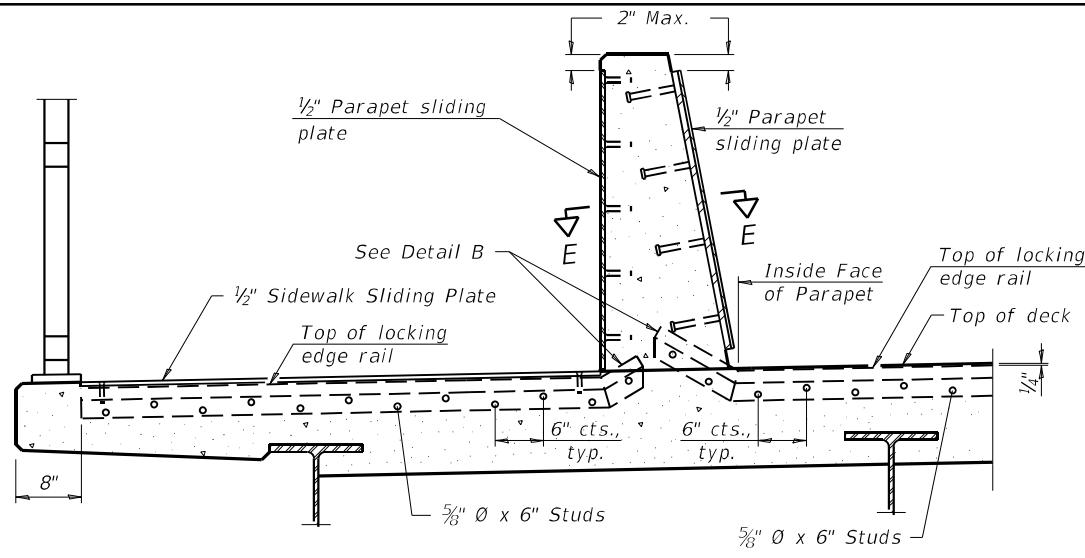 2" Max.
½" Parapet sliding
plate
½" Parapet
sliding plate
E
E
See Detail B
Inside Face
of Parapet
Top of locking
edge rail
½" Sidewalk Sliding Plate
Top of locking
edge rail
Top of deck
¼"
6" cts.,
typ.
6" cts.,
typ.
8"
⅝" Ø x 6" Studs
⅝" Ø x 6" Studs